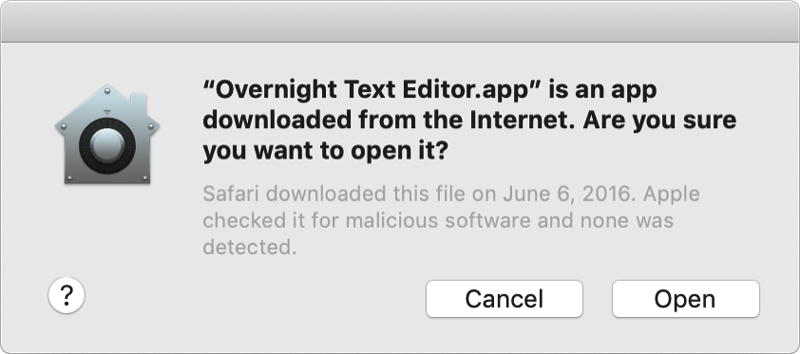 “Overnight Text Editor.app” is an app
downloaded from the Internet. Are you sure
you want to open it?
Safari downloaded this file on June 6, 2016. Apple
checked it for malicious software and none was
detected.
? Cancel Open